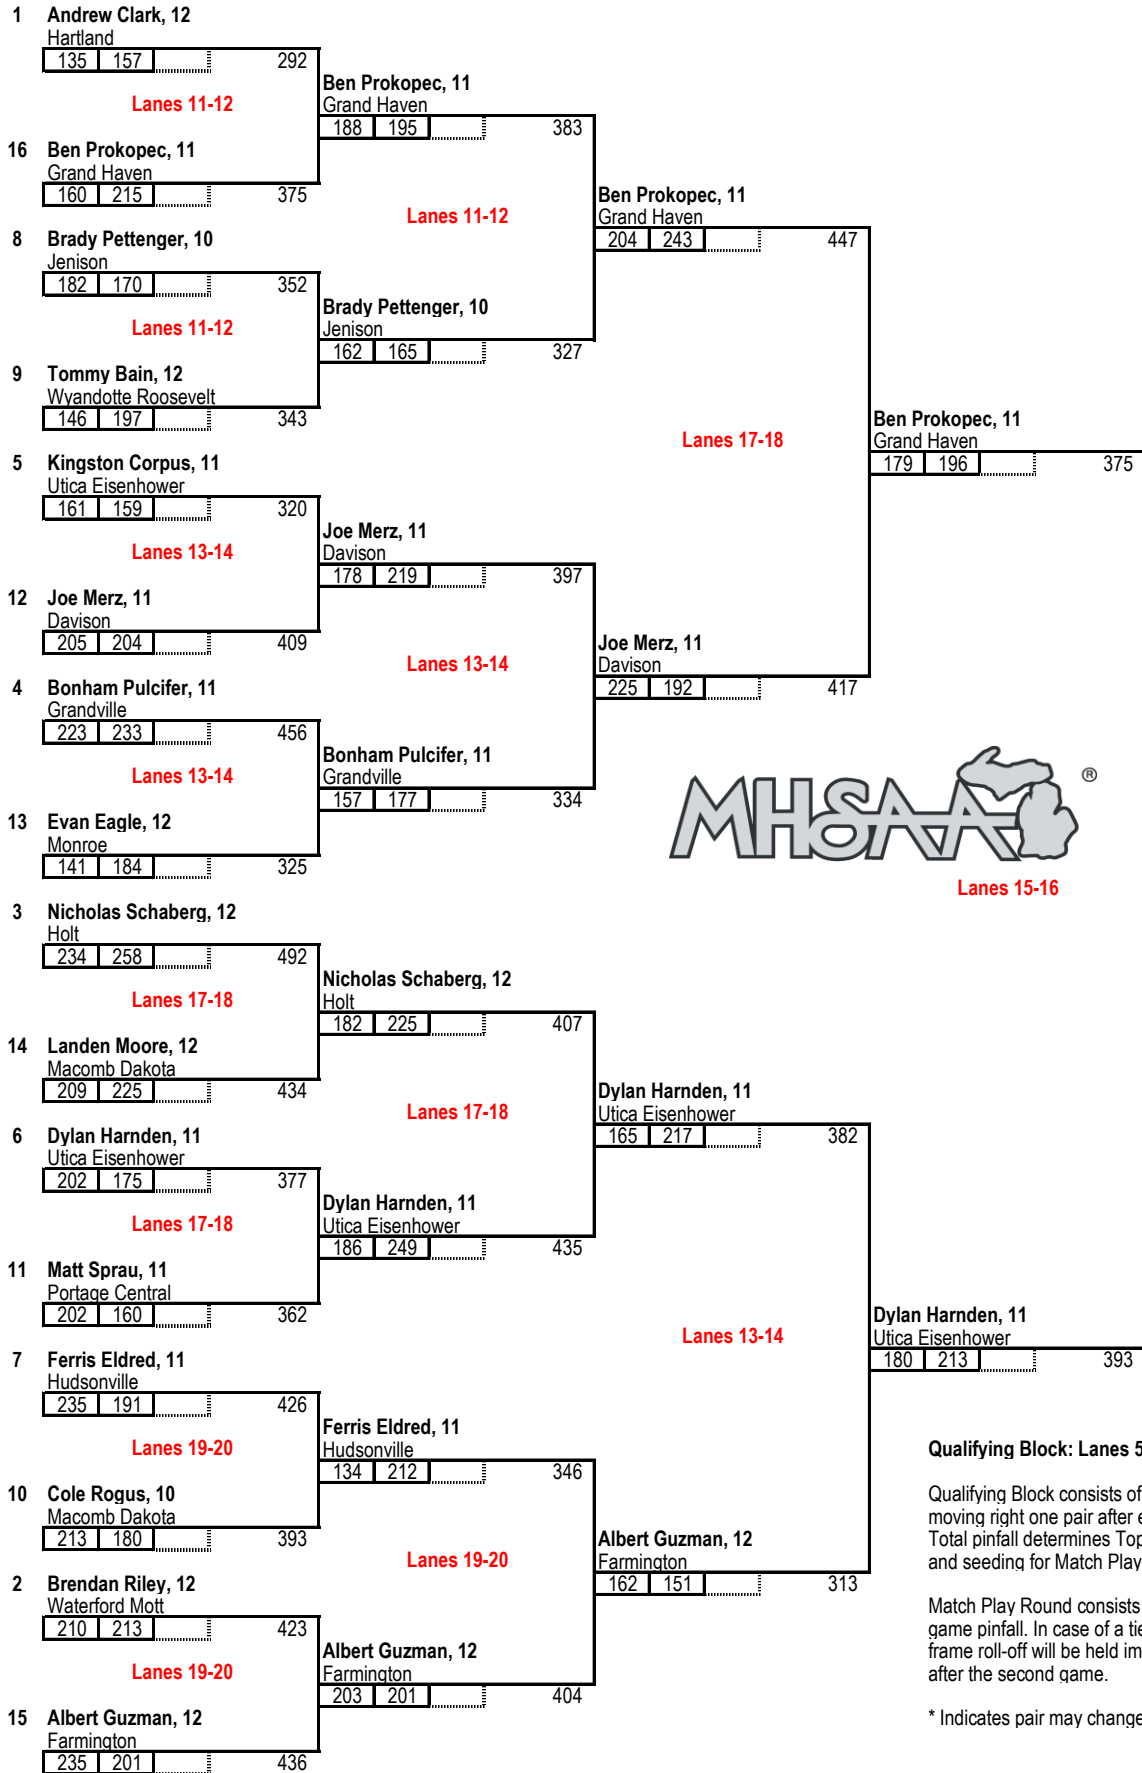 1 Andrew Clark, 12
Hartland
135 157 292
Lanes 11-12
16 Ben Prokopec, 11
Grand Haven
160 215 375
8 Brady Pettenger, 10
Jenison
182 170 352
Lanes 11-12
9 Tommy Bain, 12
Wyandotte Roosevelt
146 197 343
5 Kingston Corpus, 11
Utica Eisenhower
161 159 320
Lanes 13-14
12 Joe Merz, 11
Davison
205 204 409
4 Bonham Pulcifer, 11
Grandville
223 233 456
Lanes 13-14
13 Evan Eagle, 12
Monroe
141 184 325
3 Nicholas Schaberg, 12
Holt
234 258 492
Lanes 17-18
14 Landen Moore, 12
Macomb Dakota
209 225 434
6 Dylan Harnden, 11
Utica Eisenhower
202 175 377
Lanes 17-18
11 Matt Sprau, 11
Portage Central
202 160 362
7 Ferris Eldred, 11
Hudsonville
235 191 426
Lanes 19-20
10 Cole Rogus, 10
Macomb Dakota
213 180 393
2 Brendan Riley, 12
Waterford Mott
210 213 423
Lanes 19-20
15 Albert Guzman, 12
Farmington
235 201 436
Ben Prokopec, 11
Grand Haven
188 195 383
Lanes 11-12
Brady Pettenger, 10
Jenison
162 165 327
Joe Merz, 11
Davison
178 219 397
Lanes 13-14
Bonham Pulcifer, 11
Grandville
157 177 334
Nicholas Schaberg, 12
Holt
182 225 407
Lanes 17-18
Dylan Harnden, 11
Utica Eisenhower
186 249 435
Ferris Eldred, 11
Hudsonville
134 212 346
Lanes 19-20
Albert Guzman, 12
Farmington
203 201 404
Ben Prokopec, 11
Grand Haven
204 243 447
Lanes 17-18
Joe Merz, 11
Davison
225 192 417
Dylan Harnden, 11
Utica Eisenhower
165 217 382
Lanes 13-14
Albert Guzman, 12
Farmington
162 151 313
Ben Prokopec, 11
Grand Haven
179 196 375
MHSAA ®
Lanes 15-16
Dylan Harnden, 11
Utica Eisenhower
180 213 393
Qualifying Block: Lanes 5
Qualifying Block consists of
moving right one pair after
Total pinfall determines Top
and seeding for Match Play
Match Play Round consists
game pinfall. In case of a
frame roll-off will be held
after the second game.
* Indicates pair may change